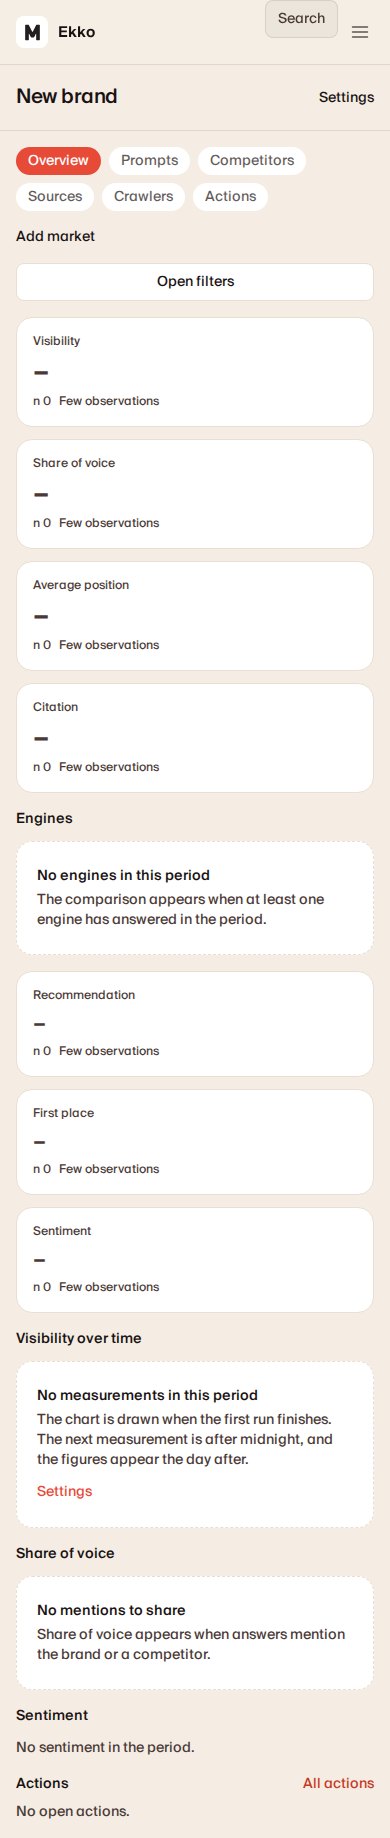 M Ekko
Search
New brand
Settings
Overview Prompts Competitors
Sources Crawlers Actions
Add market
Open filters
Visibility
–
n 0 Few observations
Share of voice
–
n 0 Few observations
Average position
–
n 0 Few observations
Citation
–
n 0 Few observations
Engines
No engines in this period
The comparison appears when at least one
engine has answered in the period.
Recommendation
–
n 0 Few observations
First place
–
n 0 Few observations
Sentiment
–
n 0 Few observations
Visibility over time
No measurements in this period
The chart is drawn when the first run finishes.
The next measurement is after midnight, and
the figures appear the day after.
Settings
Share of voice
No mentions to share
Share of voice appears when answers mention
the brand or a competitor.
Sentiment
No sentiment in the period.
Actions
All actions
No open actions.